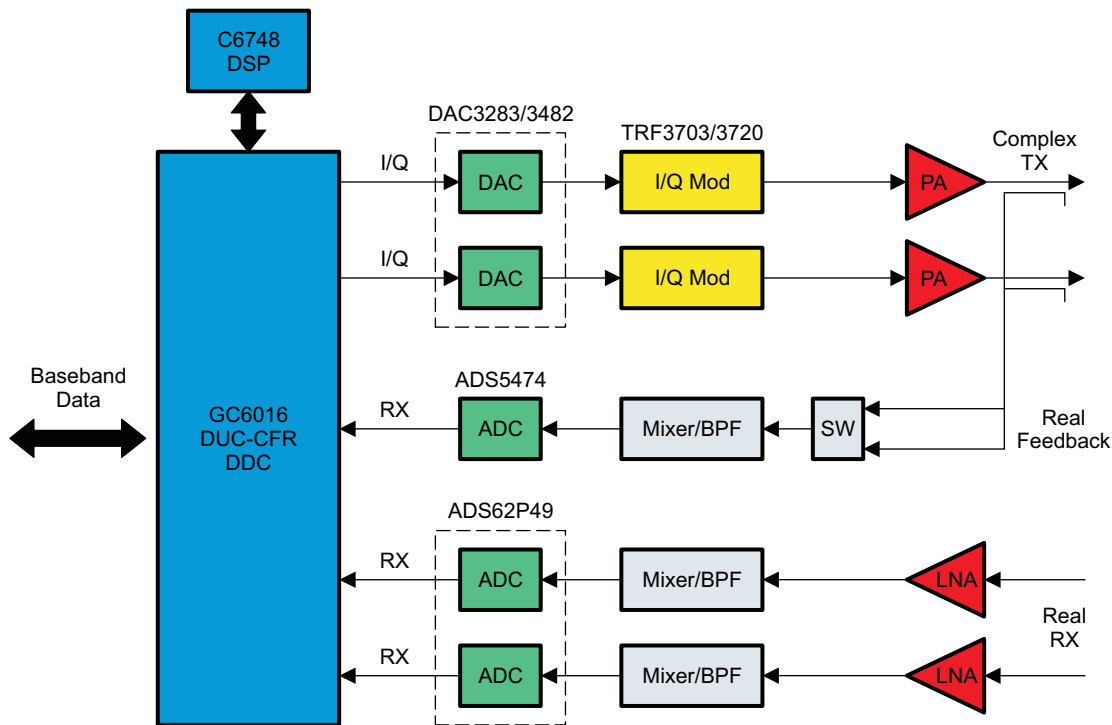 C6748
DSP
DAC3283/3482
TRF3703/3720
Complex
TX
I/Q
DAC
I/Q Mod
PA
I/Q
DAC
I/Q Mod
PA
Baseband
Data
GC6016
DUC-CFR
DDC
ADS5474
RX
ADC
Mixer/BPF
SW
Real
Feedback
ADS62P49
RX
ADC
Mixer/BPF
LNA
Real
RX
RX
ADC
Mixer/BPF
LNA